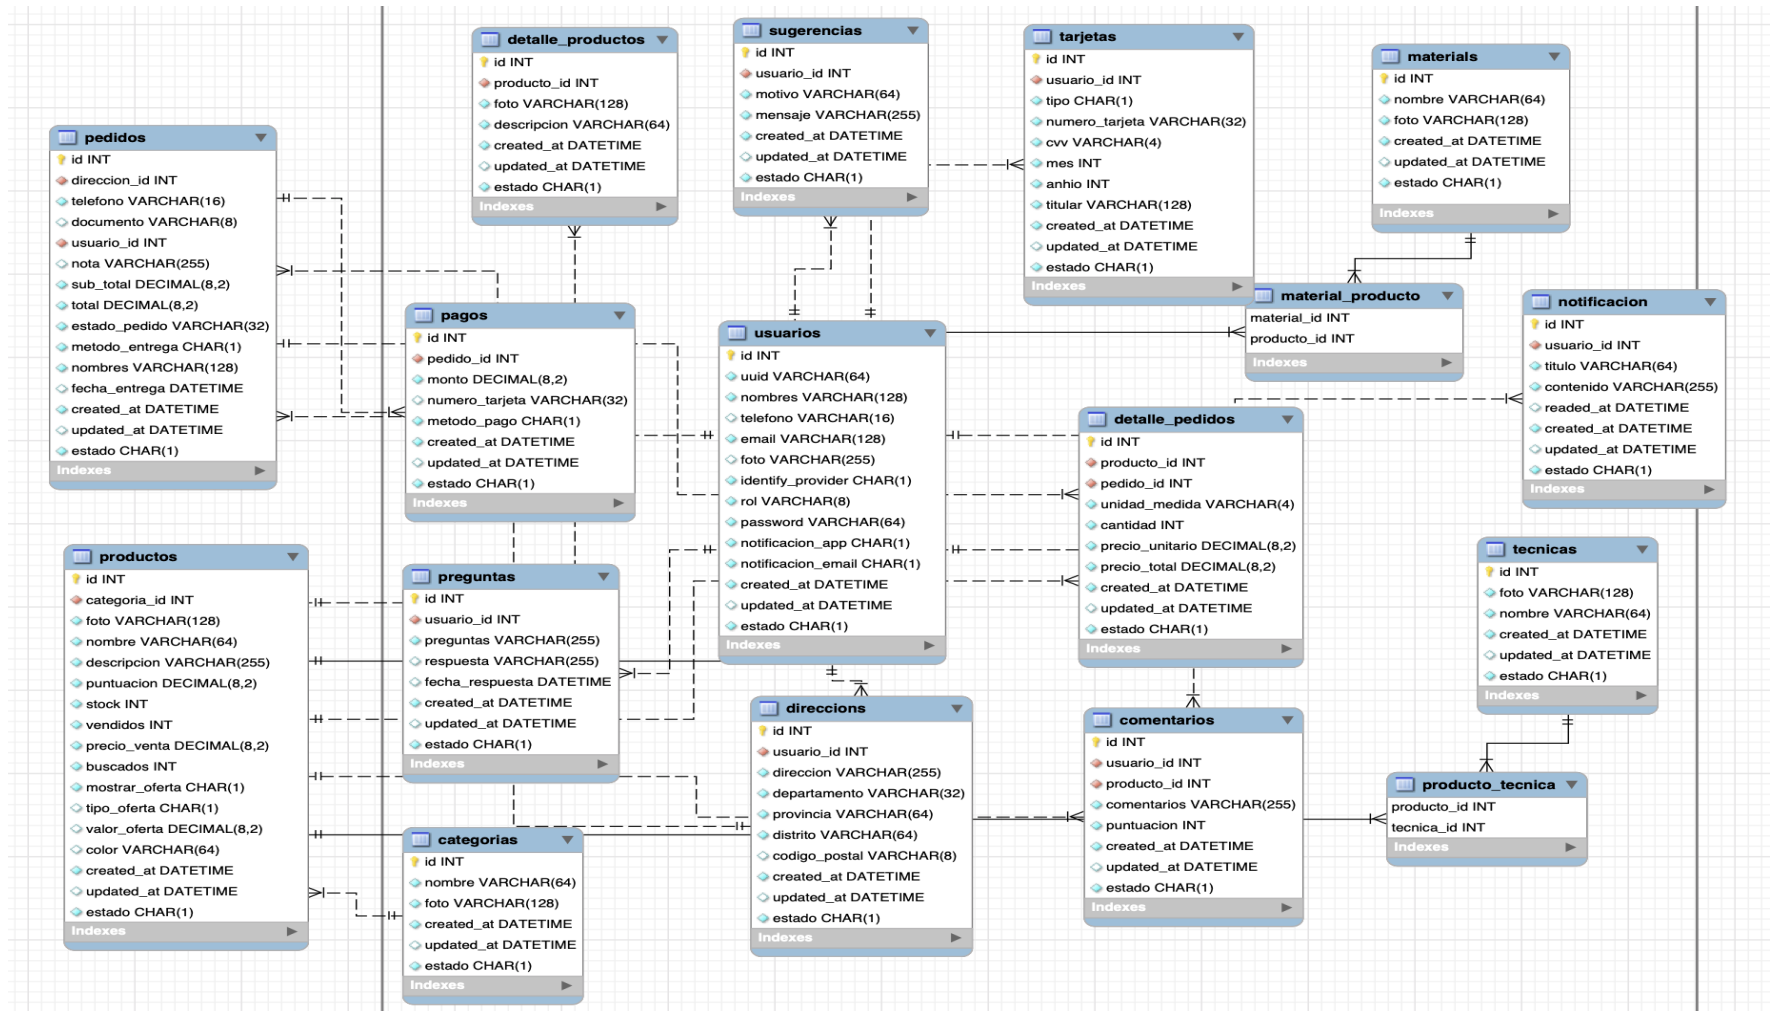 pedidos
id INT
direccion_id INT
telefono VARCHAR(16)
documento VARCHAR(8)
usuario_id INT
nota VARCHAR(255)
sub_total DECIMAL(8,2)
total DECIMAL(8,2)
estado_pedido VARCHAR(32)
metodo_entrega CHAR(1)
nombres VARCHAR(128)
fecha_entrega DATETIME
created_at DATETIME
updated_at DATETIME
estado CHAR(1)
Indexes
productos
id INT
categoria_id INT
foto VARCHAR(128)
nombre VARCHAR(64)
descripcion VARCHAR(255)
puntuacion DECIMAL(8,2)
stock INT
vendidos INT
precio_venta DECIMAL(8,2)
buscados INT
mostrar_oferta CHAR(1)
tipo_oferta CHAR(1)
valor_oferta DECIMAL(8,2)
color VARCHAR(64)
created_at DATETIME
updated_at DATETIME
estado CHAR(1)
Indexes
detalle_productos
id INT
producto_id INT
foto VARCHAR(128)
descripcion VARCHAR(64)
created_at DATETIME
updated_at DATETIME
estado CHAR(1)
Indexes
pagos
id INT
pedido_id INT
monto DECIMAL(8,2)
numero_tarjeta VARCHAR(32)
metodo_pago CHAR(1)
created_at DATETIME
updated_at DATETIME
estado CHAR(1)
Indexes
preguntas
id INT
usuario_id INT
preguntas VARCHAR(255)
respuesta VARCHAR(255)
fecha_respuesta DATETIME
created_at DATETIME
updated_at DATETIME
estado CHAR(1)
Indexes
categorias
id INT
nombre VARCHAR(64)
foto VARCHAR(128)
created_at DATETIME
updated_at DATETIME
estado CHAR(1)
Indexes
sugerencias
id INT
usuario_id INT
motivo VARCHAR(64)
mensaje VARCHAR(255)
created_at DATETIME
updated_at DATETIME
estado CHAR(1)
Indexes
usuarios
id INT
uuid VARCHAR(64)
nombres VARCHAR(128)
telefono VARCHAR(16)
email VARCHAR(128)
foto VARCHAR(255)
identify_provider CHAR(1)
rol VARCHAR(8)
password VARCHAR(64)
notificacion_app CHAR(1)
notificacion_email CHAR(1)
created_at DATETIME
updated_at DATETIME
estado CHAR(1)
Indexes
direccions
id INT
usuario_id INT
direccion VARCHAR(255)
departamento VARCHAR(32)
provincia VARCHAR(64)
distrito VARCHAR(64)
codigo_postal VARCHAR(8)
created_at DATETIME
updated_at DATETIME
estado CHAR(1)
Indexes
tarjetas
id INT
usuario_id INT
tipo CHAR(1)
numero_tarjeta VARCHAR(32)
cvv VARCHAR(4)
mes INT
anhio INT
titular VARCHAR(128)
created_at DATETIME
updated_at DATETIME
estado CHAR(1)
Indexes
detalle_pedidos
id INT
producto_id INT
pedido_id INT
unidad_medida VARCHAR(4)
cantidad INT
precio_unitario DECIMAL(8,2)
precio_total DECIMAL(8,2)
created_at DATETIME
updated_at DATETIME
estado CHAR(1)
Indexes
comentarios
id INT
usuario_id INT
producto_id INT
comentarios VARCHAR(255)
puntuacion INT
created_at DATETIME
updated_at DATETIME
estado CHAR(1)
Indexes
materials
id INT
nombre VARCHAR(64)
foto VARCHAR(128)
created_at DATETIME
updated_at DATETIME
estado CHAR(1)
Indexes
material_producto
material_id INT
producto_id INT
Indexes
notificacion
id INT
usuario_id INT
titulo VARCHAR(64)
contenido VARCHAR(255)
readed_at DATETIME
created_at DATETIME
updated_at DATETIME
estado CHAR(1)
Indexes
tecnicas
id INT
foto VARCHAR(128)
nombre VARCHAR(64)
created_at DATETIME
updated_at DATETIME
estado CHAR(1)
Indexes
producto_tecnica
producto_id INT
tecnica_id INT
Indexes